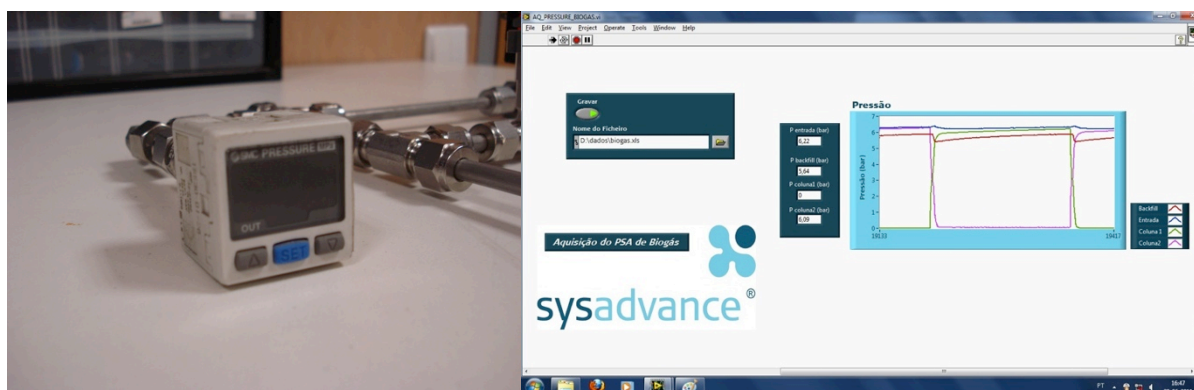 SMC PRESSURE
OUT
SET
AQ_PRESSURE_BIOGAS.vi
File Edit View Project Operate Tools Window Help
Gravar
Nome do Ficheiro
D:\dados\biogas.xls
Aquisição do PSA de Biogás
sysadvance®
P entrada (bar)
6,22
P backfill (bar)
5,64
P coluna1 (bar)
0
P coluna2 (bar)
6,09
Pressão
Pressão (bar)
7
6
5
4
3
2
1
0
19133
19417
Backfill
Entrada
Coluna 1
Coluna2
PT
16:47